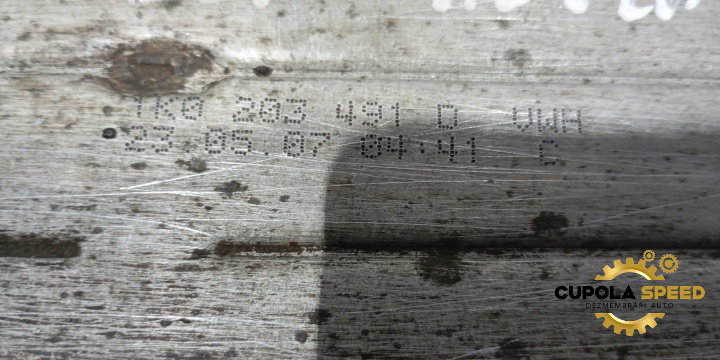 1K0 203 491 D VWH
23.05.07 04:41 C
CUPOLA SPEED
DEZMEMBRĂRI AUTO